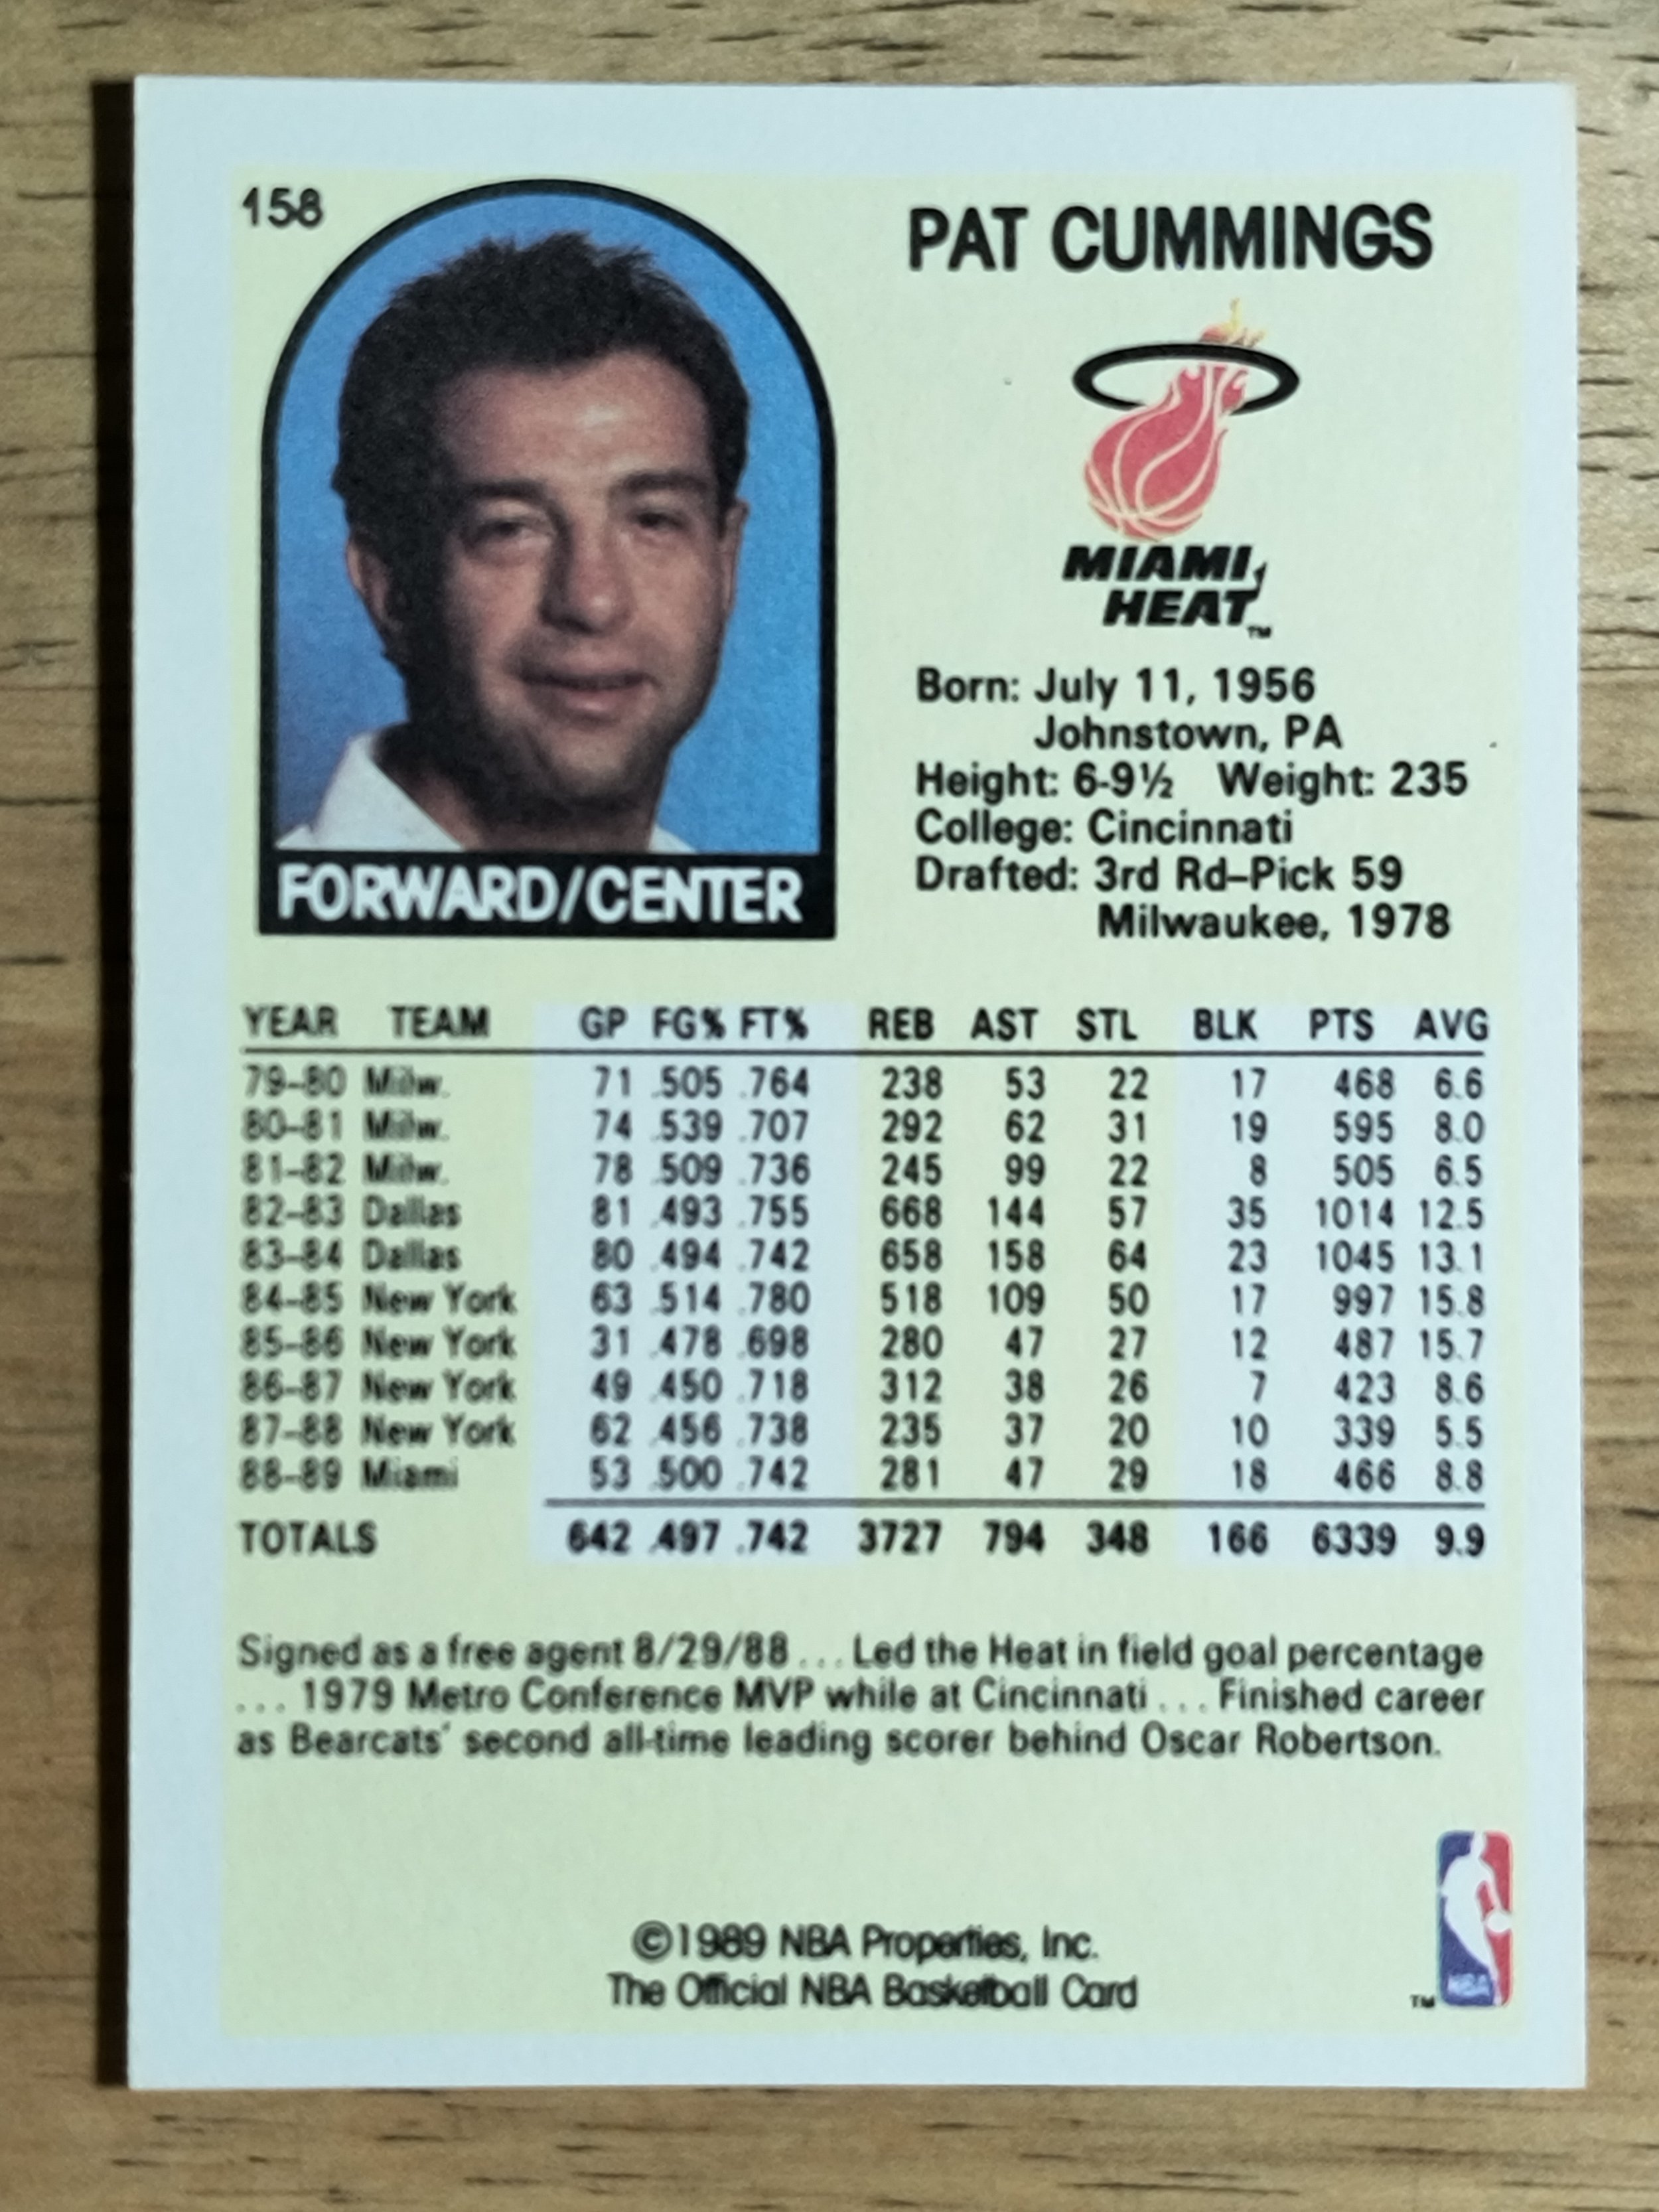 158
PAT CUMMINGS
MIAMI
HEAT™
Born: July 11, 1956
Johnstown, PA
Height: 6-9½ Weight: 235
College: Cincinnati
Drafted: 3rd Rd–Pick 59
Milwaukee, 1978
FORWARD/CENTER
YEAR TEAM GP FG% FT% REB AST STL BLK PTS AVG
79–80 Milw. 71 .505 .764 238 53 22 17 468 6.6
80–81 Milw. 74 .539 .707 292 62 31 19 595 8.0
81–82 Milw. 78 .509 .736 245 99 22 8 505 6.5
82–83 Dallas 81 .493 .755 668 144 57 35 1014 12.5
83–84 Dallas 80 .494 .742 658 158 64 23 1045 13.1
84–85 New York 63 .514 .780 518 109 50 17 997 15.8
85–86 New York 31 .478 .698 280 47 27 12 487 15.7
86–87 New York 49 .450 .718 312 38 26 7 423 8.6
87–88 New York 62 .456 .738 235 37 20 10 339 5.5
88–89 Miami 53 .500 .742 281 47 29 18 466 8.8
TOTALS 642 .497 .742 3727 794 348 166 6339 9.9
Signed as a free agent 8/29/88 . . . Led the Heat in field goal percentage
. . . 1979 Metro Conference MVP while at Cincinnati . . . Finished career
as Bearcats' second all-time leading scorer behind Oscar Robertson.
©1989 NBA Properties, Inc.
The Official NBA Basketball Card
NBA
™